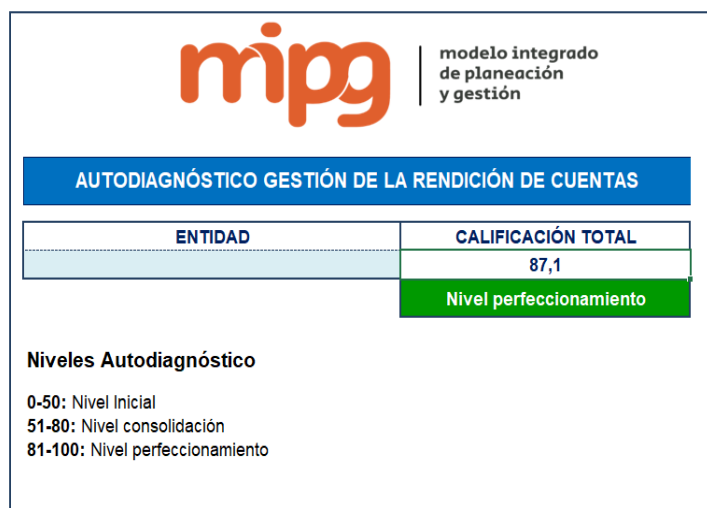 mipg
modelo integrado
de planeación
y gestión
AUTODIAGNÓSTICO GESTIÓN DE LA RENDICIÓN DE CUENTAS
ENTIDAD CALIFICACIÓN TOTAL
87,1
Nivel perfeccionamiento
Niveles Autodiagnóstico
0-50: Nivel Inicial
51-80: Nivel consolidación
81-100: Nivel perfeccionamiento